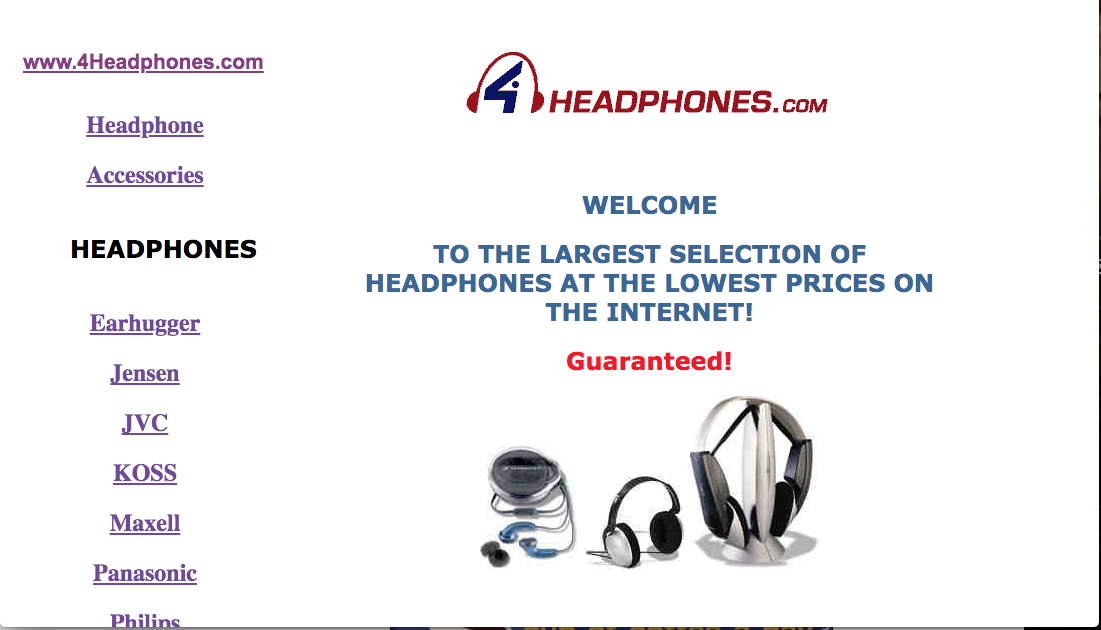 www.4Headphones.com
Headphone
Accessories
HEADPHONES
Earhugger
Jensen
JVC
KOSS
Maxell
Panasonic
Philips
4 HEADPHONES.COM
WELCOME
TO THE LARGEST SELECTION OF
HEADPHONES AT THE LOWEST PRICES ON
THE INTERNET!
Guaranteed!